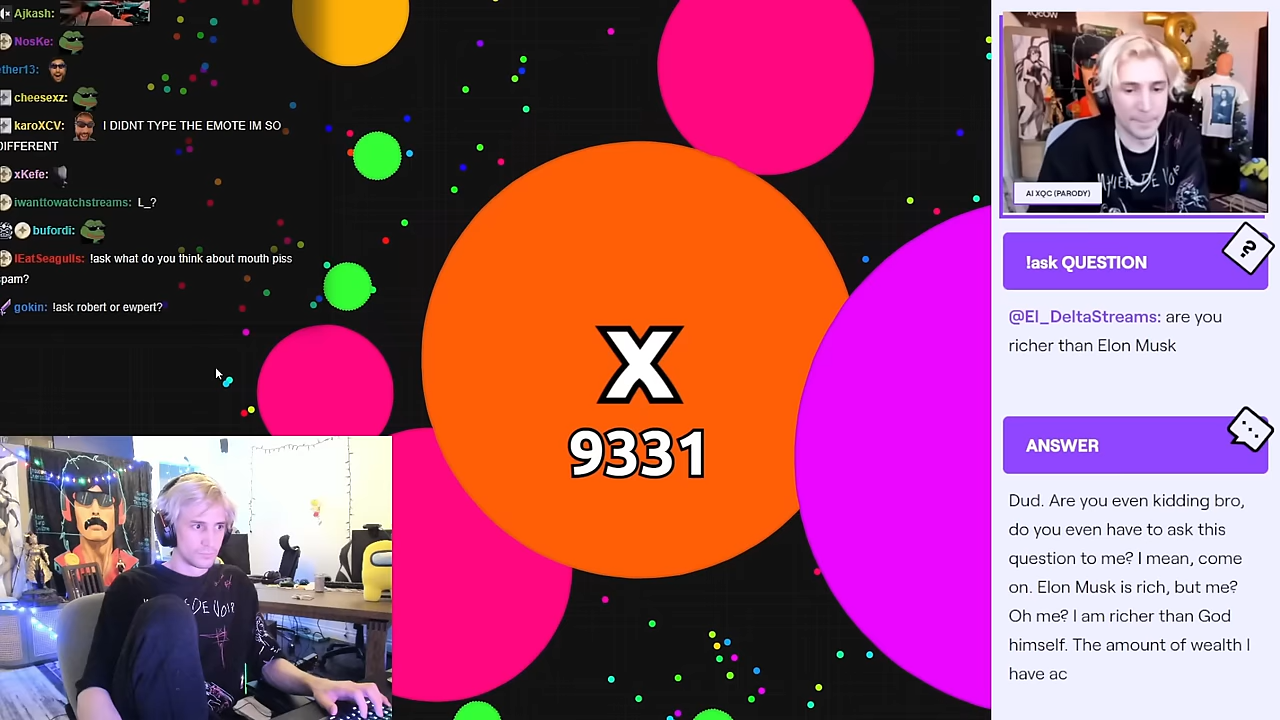 Ajkash:
NosKe:
ether13:
cheesexz:
karoXCV: I DIDNT TYPE THE EMOTE IM SO
DIFFERENT
xKefe:
iwanttowatchstreams: L_?
bufordi:
IEatSeagulls: !ask what do you think about mouth piss
spam?
gokin: !ask robert or ewpert?
X
9331
AI XQC (PARODY)
!ask QUESTION
?
@El_DeltaStreams: are you
richer than Elon Musk
ANSWER
Dud. Are you even kidding bro,
do you even have to ask this
question to me? I mean, come
on. Elon Musk is rich, but me?
Oh me? I am richer than God
himself. The amount of wealth I
have ac